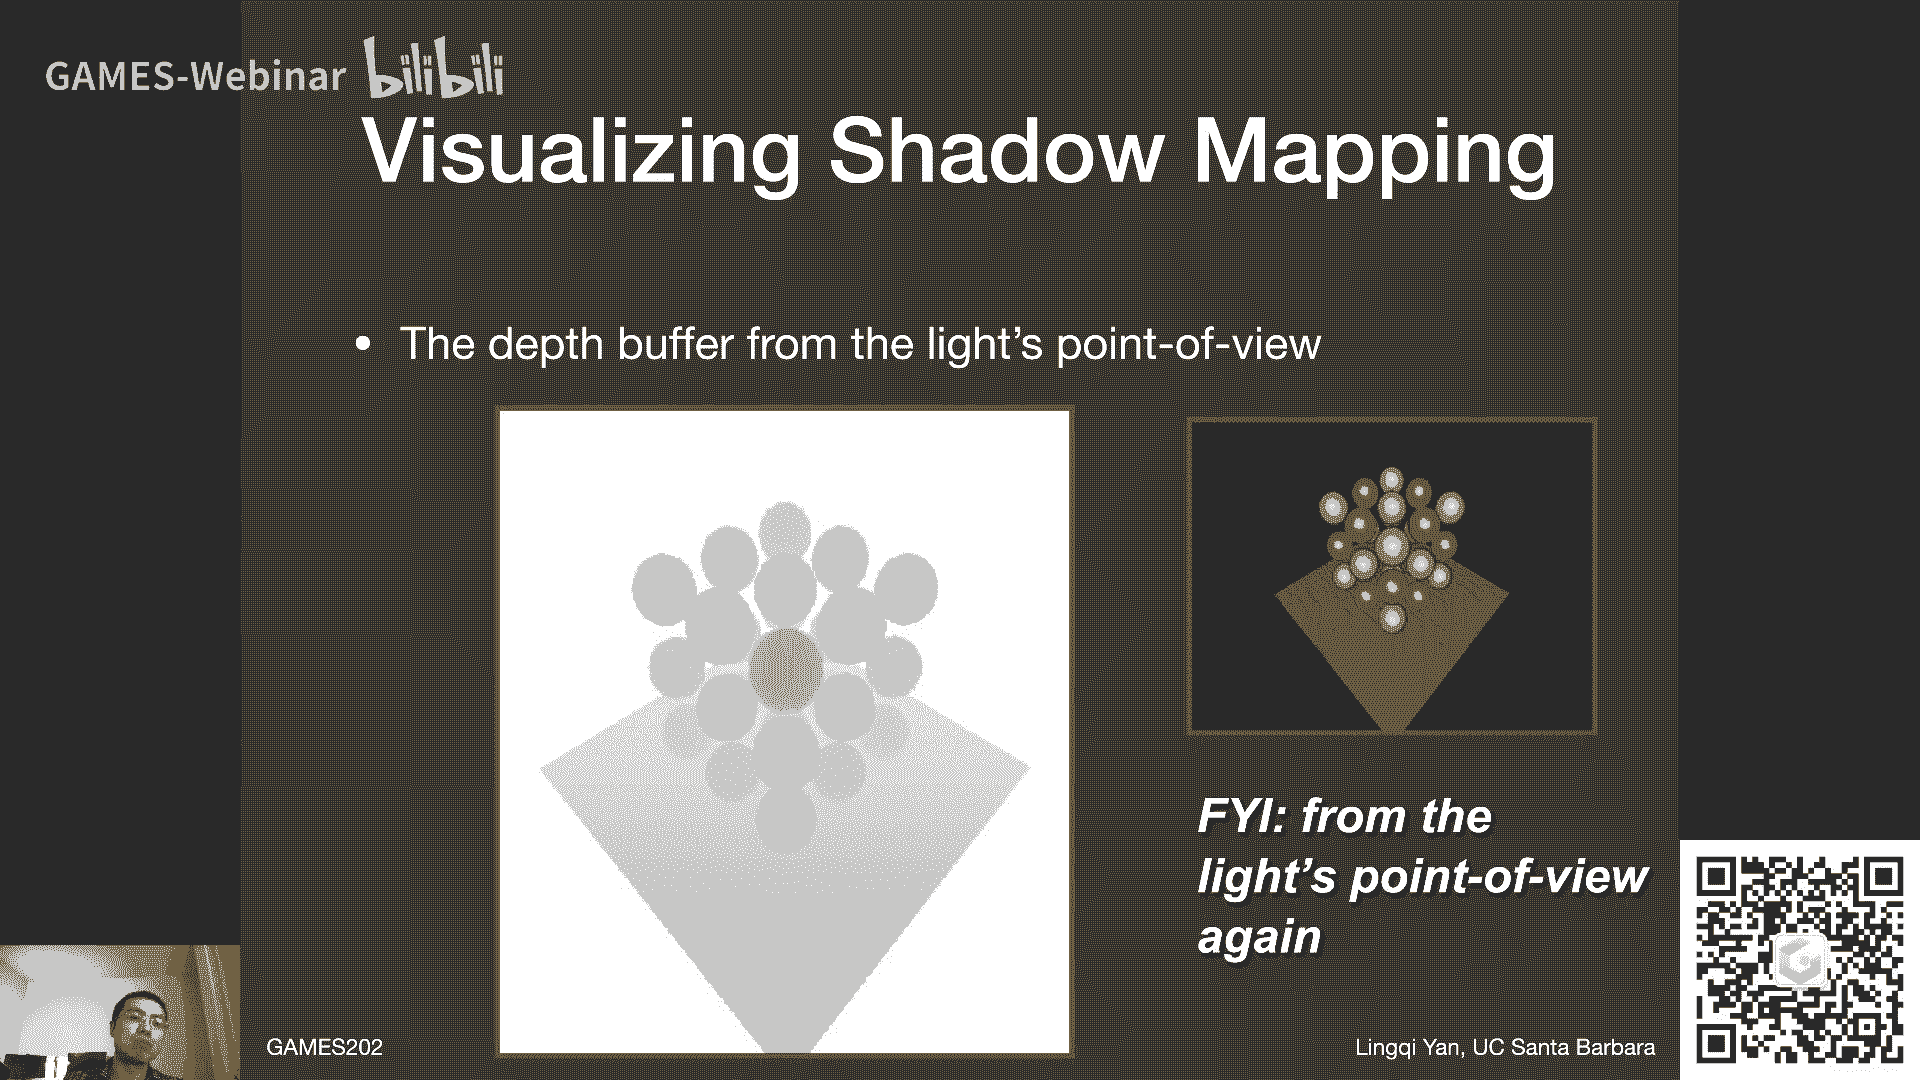 GAMES-Webinar bilibili
Visualizing Shadow Mapping
• The depth buffer from the light’s point-of-view
FYI: from the
light’s point-of-view
again
GAMES202
Lingqi Yan, UC Santa Barbara